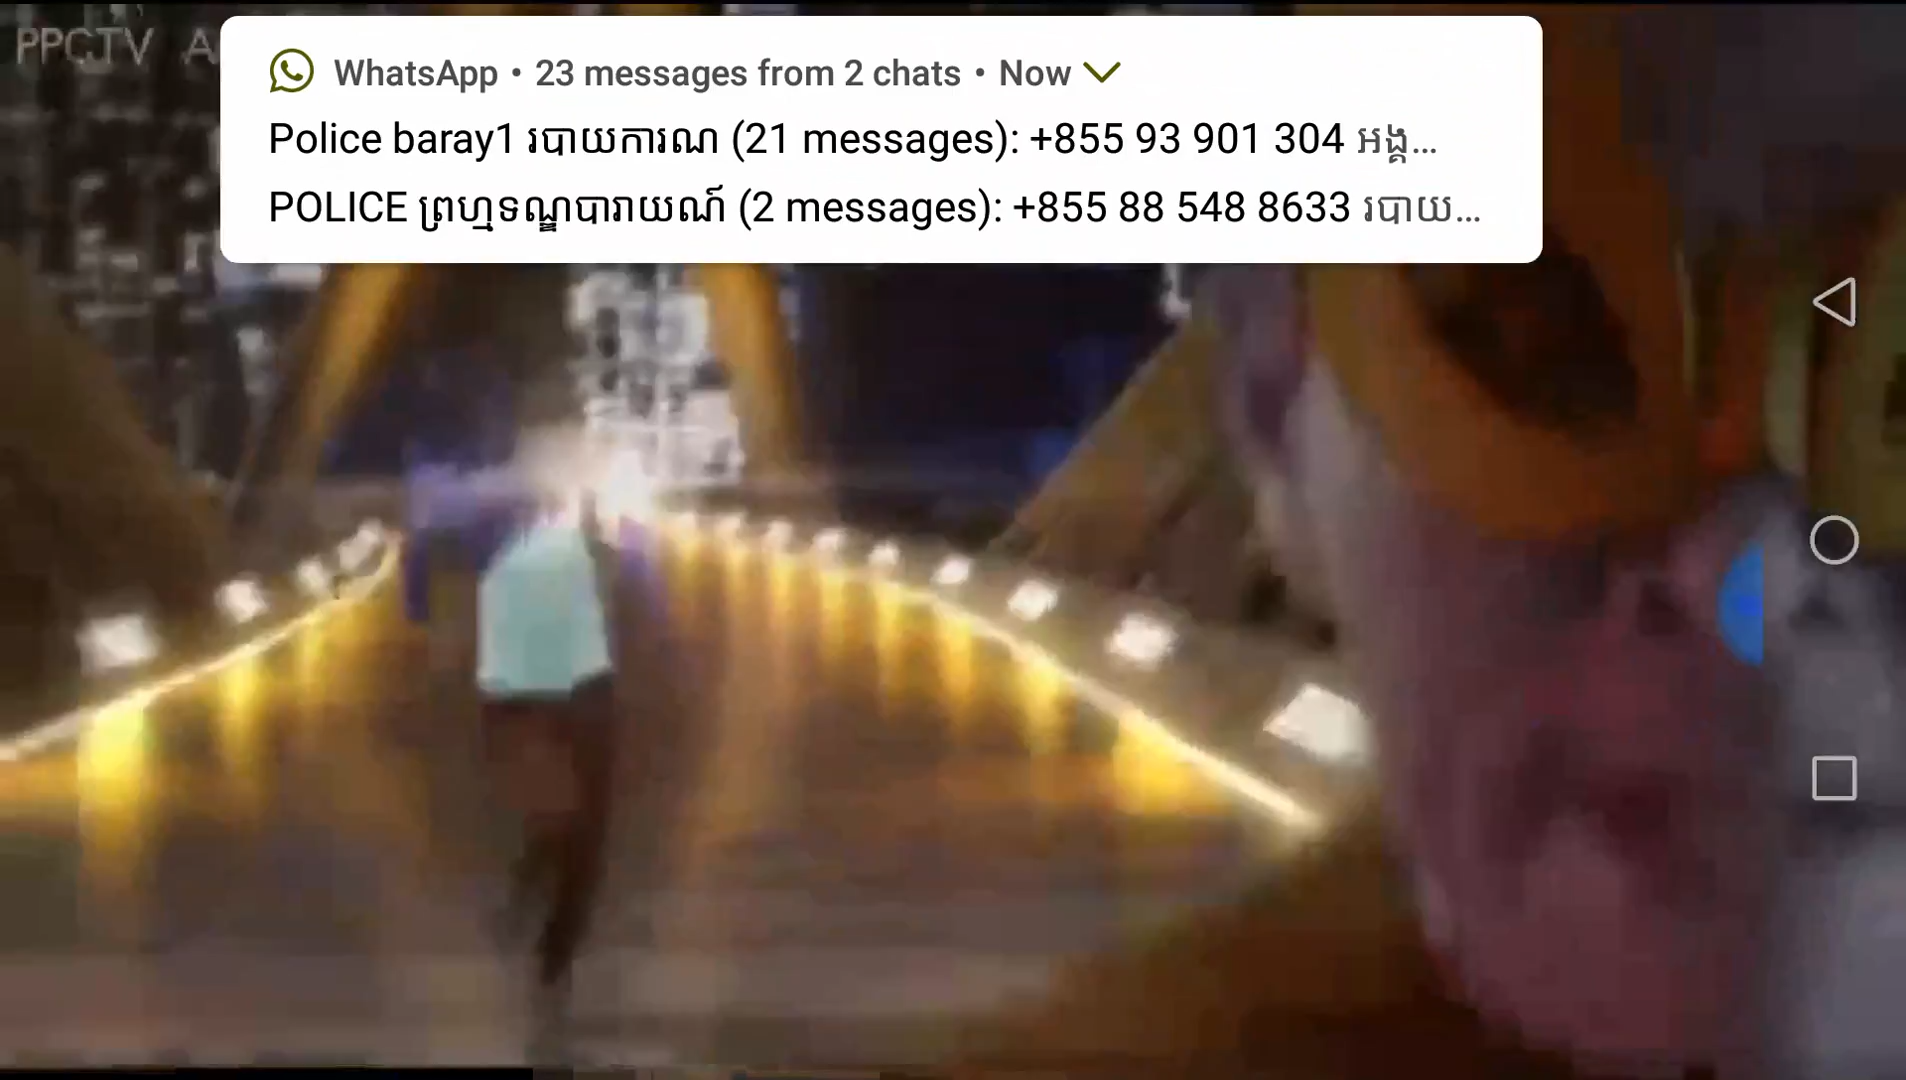 PPCTV A
WhatsApp • 23 messages from 2 chats • Now
Police baray1 របាយការណ (21 messages): +855 93 901 304 អង្គ...
POLICE ព្រហ្មទណ្ឌបារាយណ៍ (2 messages): +855 88 548 8633 របាយ...